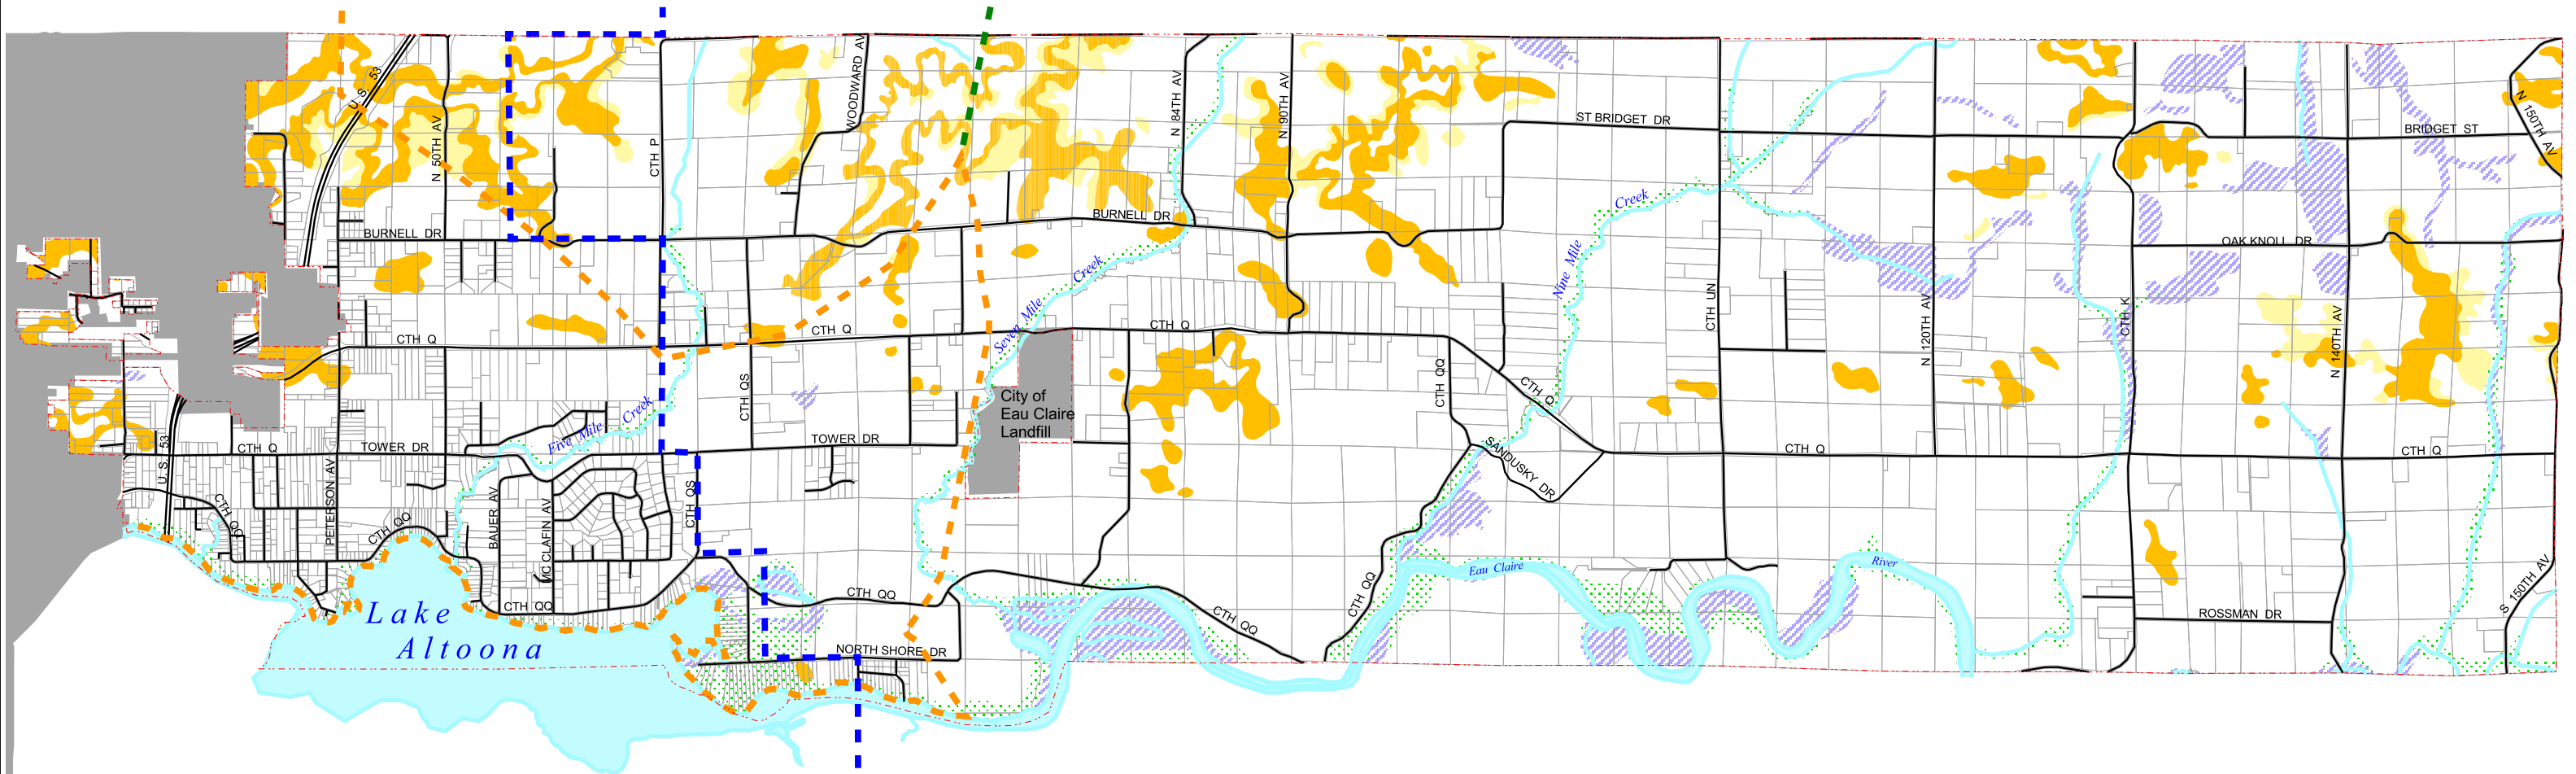 U. S. 53
N 50TH AV
CTH P
WOODWARD AV
N 84TH AV
N 90TH AV
ST BRIDGET DR
BRIDGET ST
N 150TH AV
BURNELL DR
BURNELL DR
Creek
Nine Mile
OAK KNOLL DR
Seven Mile
Creek
CTH Q
CTH Q
CTH Q
CTH UN
N 120TH AV
CTH K
N 140TH AV
CTH QS
City of
Eau Claire
Landfill
CTH QQ
CTH Q
Five Mile
Creek
U. S. 53
CTH Q
TOWER DR
TOWER DR
SANDUSKY DR
CTH Q
CTH Q
CTH QQ
PETERSON AV
CTH QQ
BAUER AV
MC CLAFIN AV
CTH QS
CTH QQ
CTH QQ
CTH QQ
CTH QQ
Eau Claire
River
S 150TH AV
ROSSMAN DR
NORTH SHORE DR
Lake
Altoona